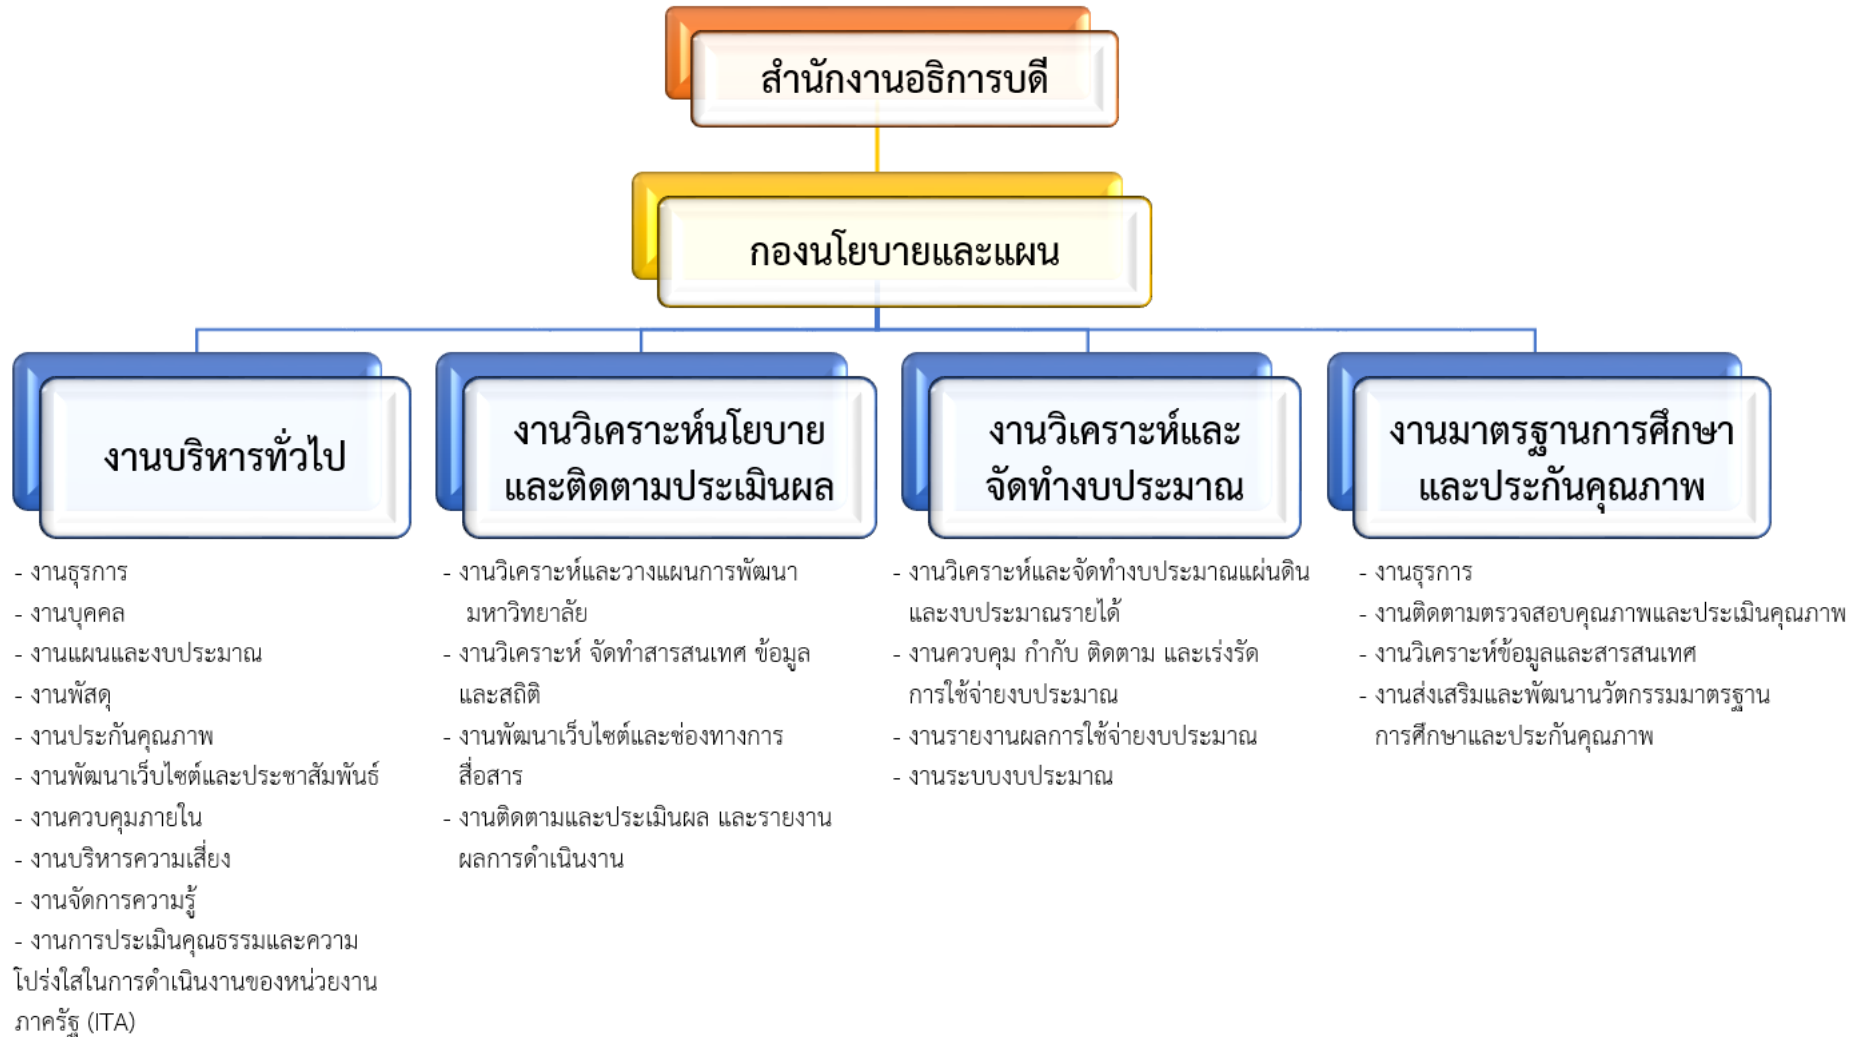 สำนักงานอธิการบดี
กองนโยบายและแผน
งานบริหารทั่วไป
- งานธุรการ
- งานบุคคล
- งานแผนและงบประมาณ
- งานพัสดุ
- งานประกันคุณภาพ
- งานพัฒนาเว็บไซต์และประชาสัมพันธ์
- งานควบคุมภายใน
- งานบริหารความเสี่ยง
- งานจัดการความรู้
- งานการประเมินคุณธรรมและความ
โปร่งใสในการดำเนินงานของหน่วยงาน
ภาครัฐ (ITA)
งานวิเคราะห์นโยบาย
และติดตามประเมินผล
- งานวิเคราะห์และวางแผนการพัฒนา
มหาวิทยาลัย
- งานวิเคราะห์ จัดทำสารสนเทศ ข้อมูล
และสถิติ
- งานพัฒนาเว็บไซต์และช่องทางการ
สื่อสาร
- งานติดตามและประเมินผล และรายงาน
ผลการดำเนินงาน
งานวิเคราะห์และ
จัดทำงบประมาณ
- งานวิเคราะห์และจัดทำงบประมาณแผ่นดิน
และงบประมาณรายได้
- งานควบคุม กำกับ ติดตาม และเร่งรัด
การใช้จ่ายงบประมาณ
- งานรายงานผลการใช้จ่ายงบประมาณ
- งานระบบงบประมาณ
งานมาตรฐานการศึกษา
และประกันคุณภาพ
- งานธุรการ
- งานติดตามตรวจสอบคุณภาพและประเมินคุณภาพ
- งานวิเคราะห์ข้อมูลและสารสนเทศ
- งานส่งเสริมและพัฒนานวัตกรรมมาตรฐาน
การศึกษาและประกันคุณภาพ